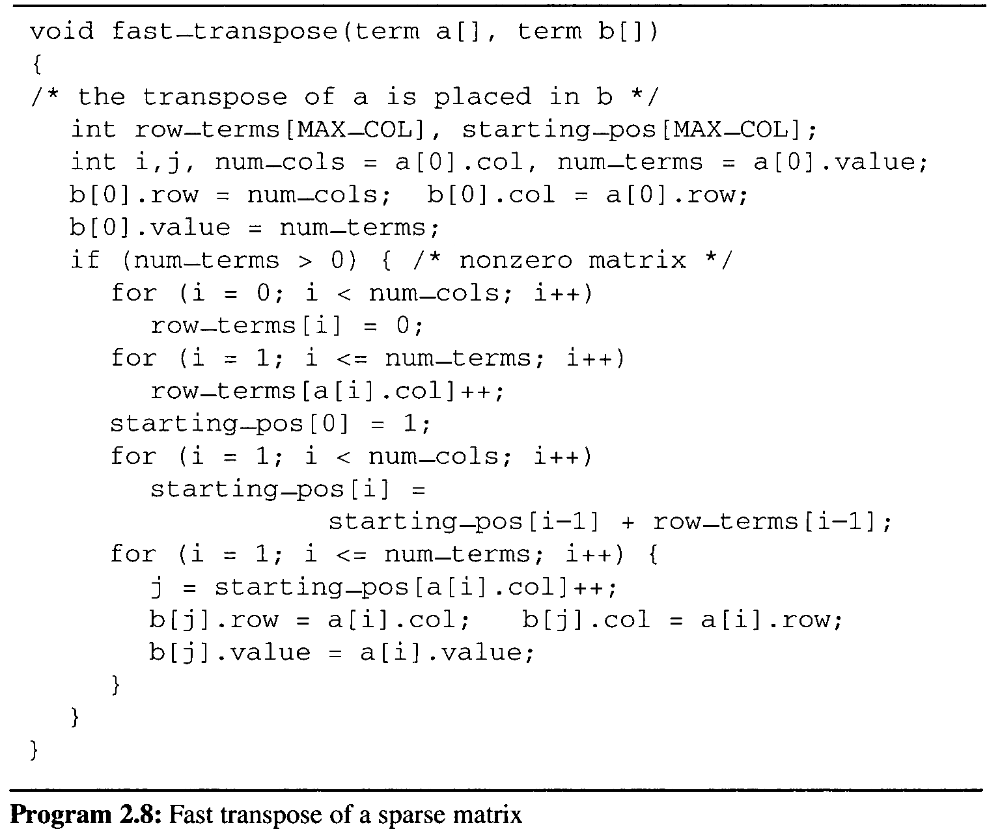 void fast_transpose(term a[], term b[])
{
/* the transpose of a is placed in b */
int row_terms[MAX_COL], starting_pos[MAX_COL];
int i,j, num_cols = a[0].col, num_terms = a[0].value;
b[0].row = num_cols; b[0].col = a[0].row;
b[0].value = num_terms;
if (num_terms > 0) { /* nonzero matrix */
for (i = 0; i < num_cols; i++)
row_terms[i] = 0;
for (i = 1; i <= num_terms; i++)
row_terms[a[i].col]++;
starting_pos[0] = 1;
for (i = 1; i < num_cols; i++)
starting_pos[i] =
starting_pos[i-1] + row_terms[i-1];
for (i = 1; i <= num_terms; i++) {
j = starting_pos[a[i].col]++;
b[j].row = a[i].col; b[j].col = a[i].row;
b[j].value = a[i].value;
}
}
}
Program 2.8: Fast transpose of a sparse matrix